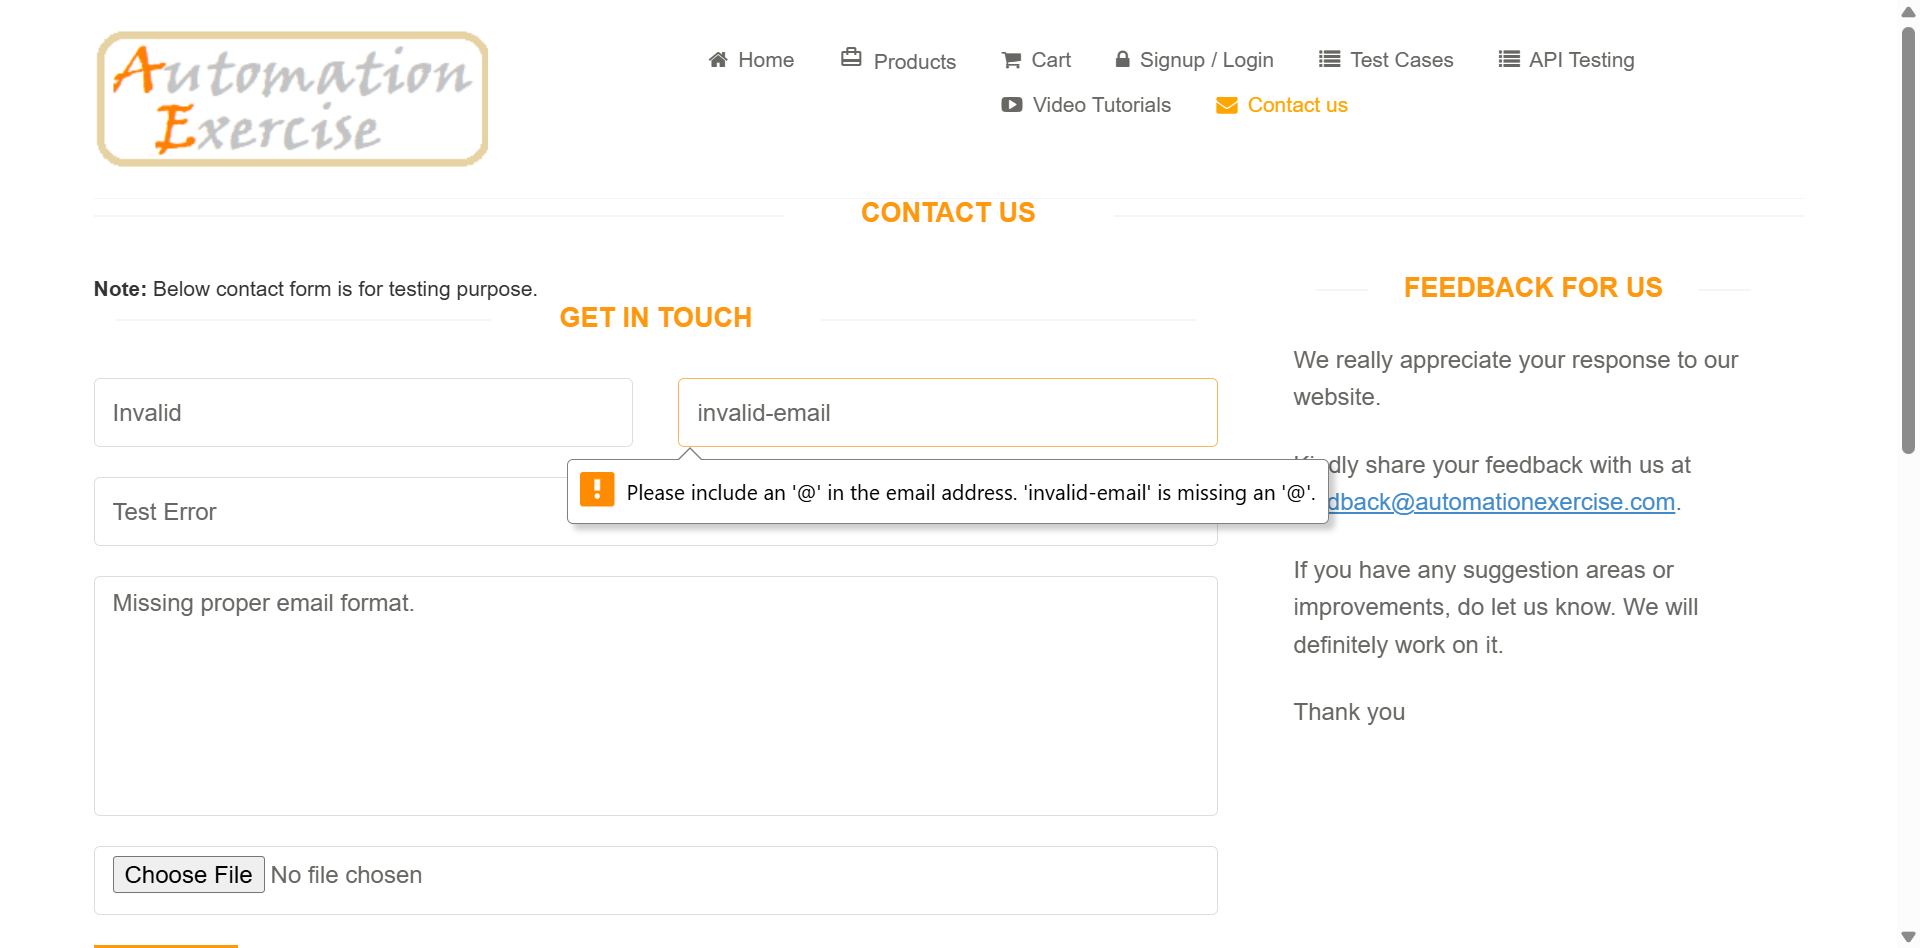 Automation
Exercise
Home
Products
Cart
Signup / Login
Test Cases
API Testing
Video Tutorials
Contact us
CONTACT US
Note: Below contact form is for testing purpose.
GET IN TOUCH
Invalid
invalid-email
Please include an '@' in the email address. 'invalid-email' is missing an '@'.
Test Error
Missing proper email format.
Choose File No file chosen
FEEDBACK FOR US
We really appreciate your response to our
website.
dly share your feedback with us at
dback@automationexercise.com.
If you have any suggestion areas or
improvements, do let us know. We will
definitely work on it.
Thank you